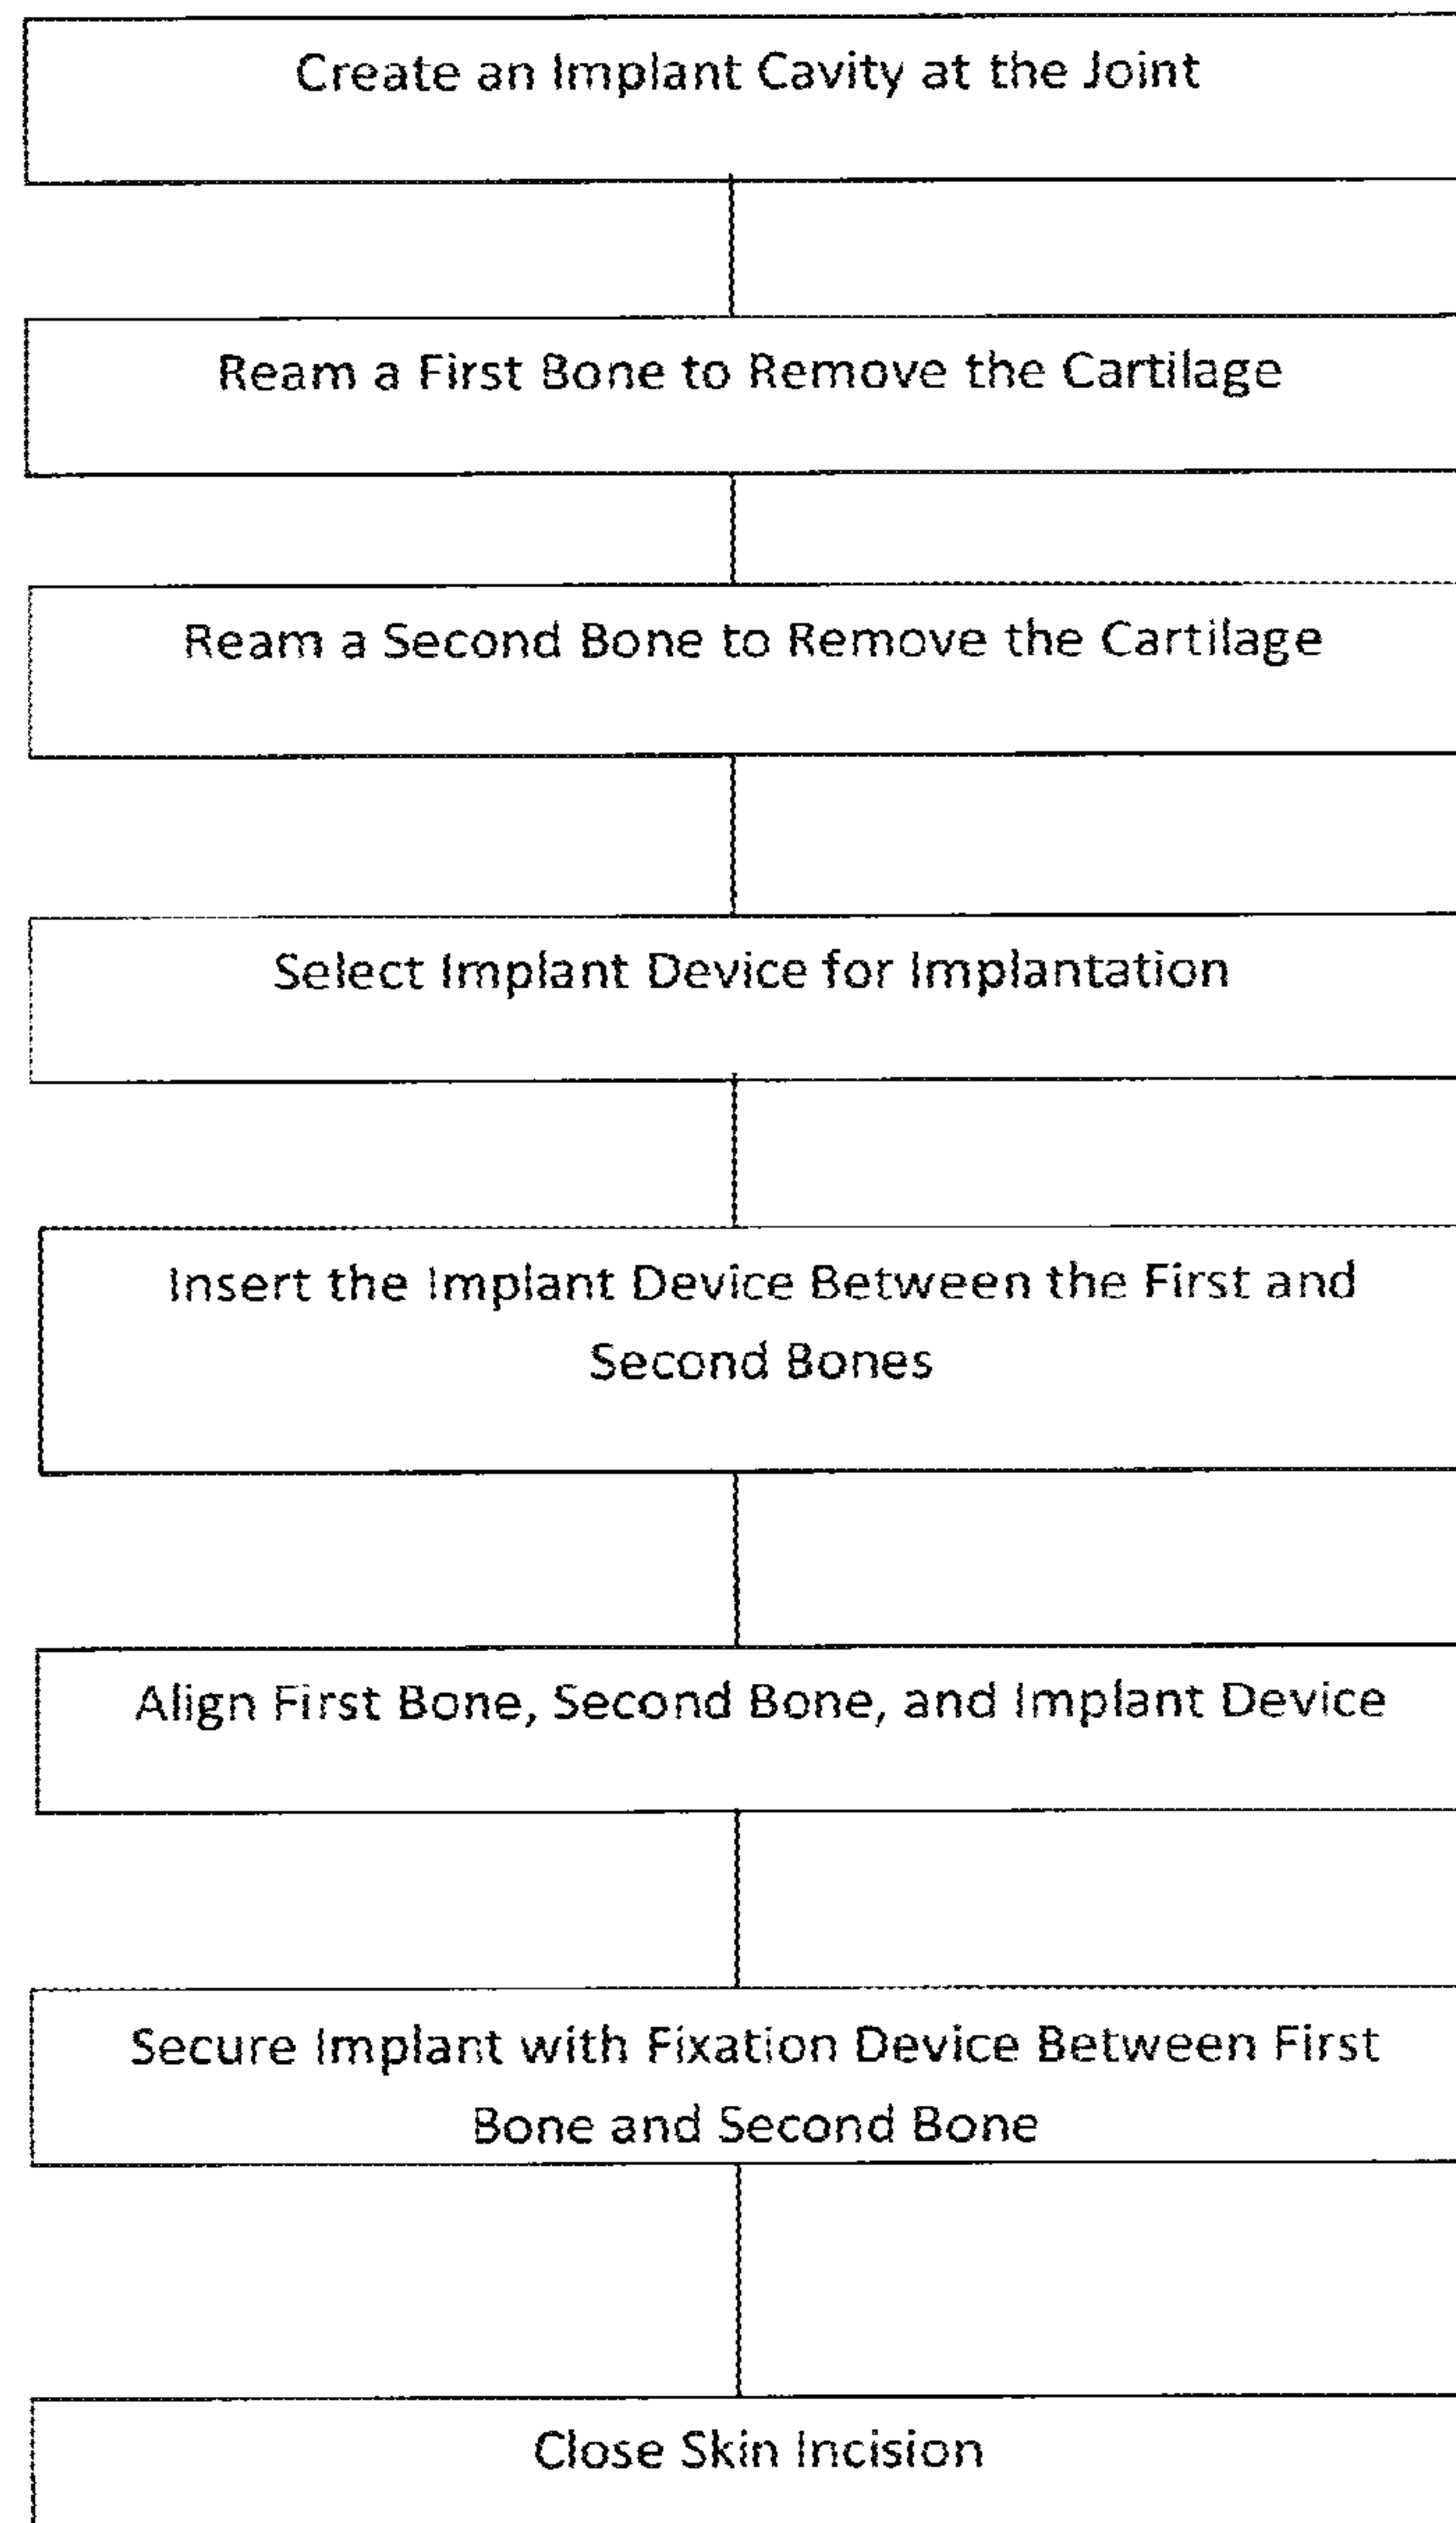 Create an Implant Cavity at the Joint
Ream a First Bone to Remove the Cartilage
Ream a Second Bone to Remove the Cartilage
Select Implant Device for Implantation
Insert the Implant Device Between the First and
Second Bones
Align First Bone, Second Bone, and Implant Device
Secure Implant with Fixation Device Between First
Bone and Second Bone
Close Skin Incision